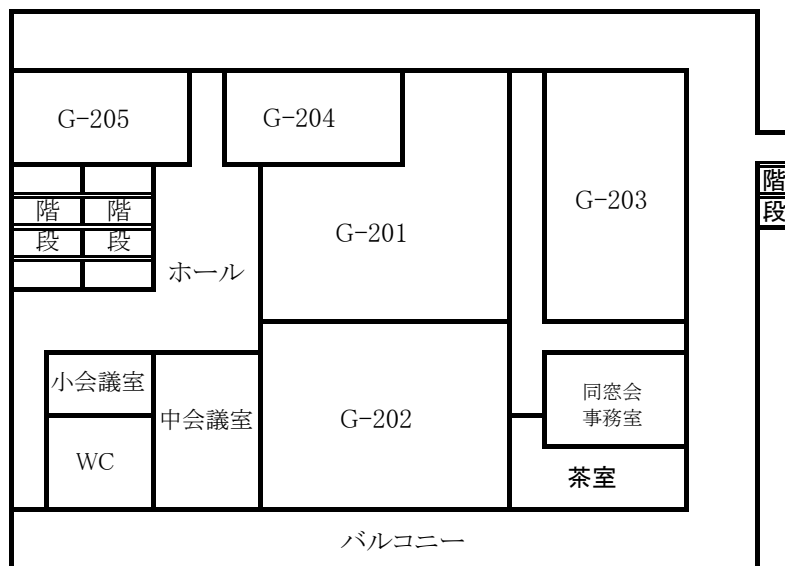 G-205
G-204
G-203
G-201
階段
階段
階段
ホール
小会議室
中会議室
G-202
同窓会
事務室
WC
茶室
バルコニー